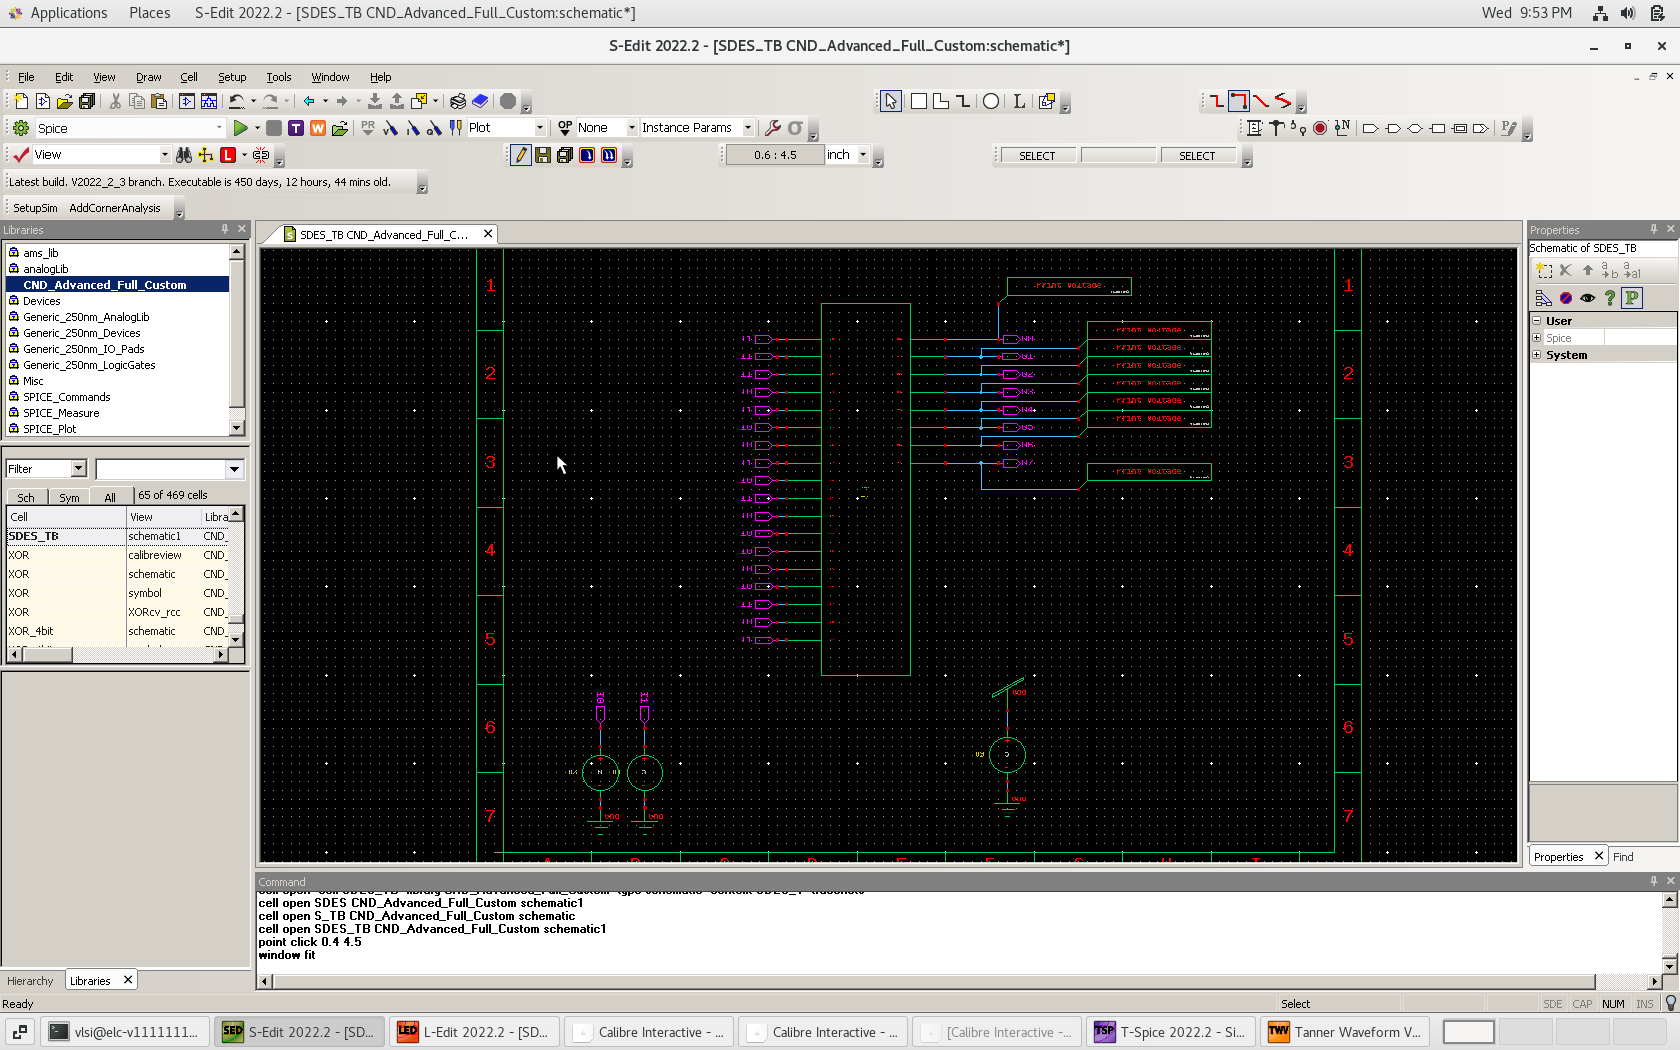 Applications Places S-Edit 2022.2 - [SDES_TB CND_Advanced_Full_Custom:schematic*] Wed 9:53 PM
S-Edit 2022.2 - [SDES_TB CND_Advanced_Full_Custom:schematic*]
File Edit View Draw Cell Setup Tools Window Help
Spice Plot None Instance Params
View 0.6 : 4.5 inch SELECT SELECT
Latest build. V2022_2_3 branch. Executable is 450 days, 12 hours, 44 mins old.
SetupSim AddCornerAnalysis
Libraries
ams_lib
analogLib
CND_Advanced_Full_Custom
Devices
Generic_250nm_AnalogLib
Generic_250nm_Devices
Generic_250nm_IO_Pads
Generic_250nm_LogicGates
Misc
SPICE_Commands
SPICE_Measure
SPICE_Plot
Filter
Sch Sym All 65 of 469 cells
Cell View Libra
SDES_TB schematic1 CND_
XOR calibreview CND_
XOR schematic CND_
XOR symbol CND_
XOR XORcv_rcc CND_
XOR_4bit schematic CND_
Hierarchy Libraries
SDES_TB CND_Advanced_Full_C...
1 1
2 2
3 3
4 4
5 5
6 6
7 7
Properties
Schematic of SDES_TB
User
Spice
System
Properties Find
Command
cell open SDES CND_Advanced_Full_Custom schematic1
cell open S_TB CND_Advanced_Full_Custom schematic
cell open SDES_TB CND_Advanced_Full_Custom schematic1
point click 0.4 4.5
window fit
Ready Select SDE CAP NUM INS
vlsi@elc-v1111111... S-Edit 2022.2 - [SD... L-Edit 2022.2 - [SD... Calibre Interactive - ... Calibre Interactive - ... [Calibre Interactive - ... T-Spice 2022.2 - Si... Tanner Waveform V...